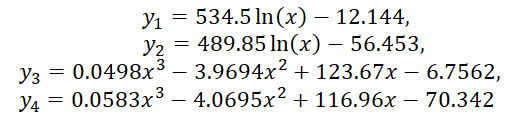 y₁ = 534.5 ln(x) − 12.144,
y₂ = 489.85 ln(x) − 56.453,
y₃ = 0.0498x³ − 3.9694x² + 123.67x − 6.7562,
y₄ = 0.0583x³ − 4.0695x² + 116.96x − 70.342